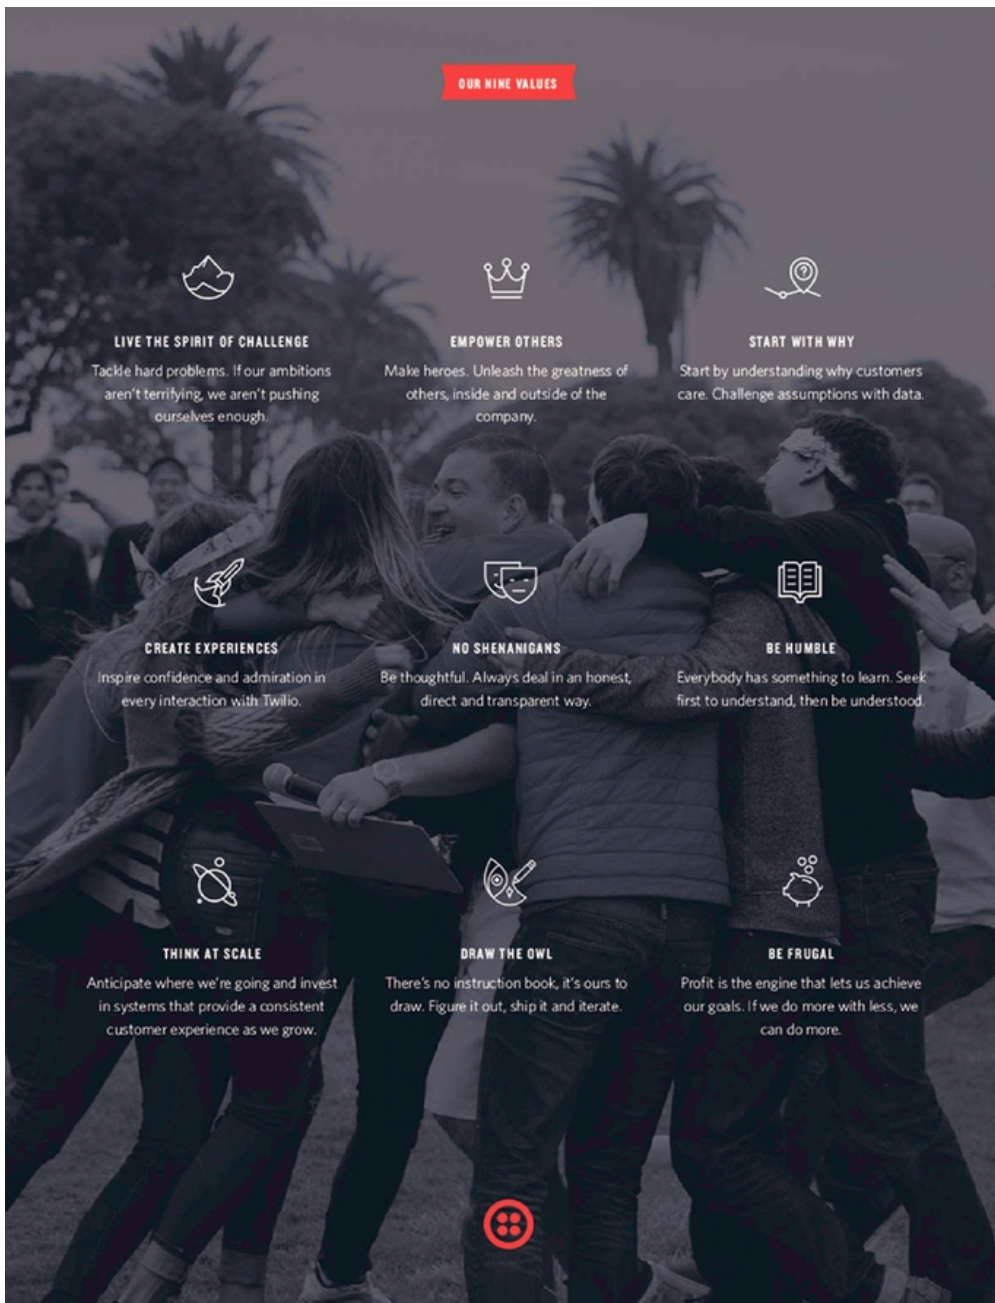 OUR NINE VALUES
LIVE THE SPIRIT OF CHALLENGE
Tackle hard problems. If our ambitions
aren't terrifying, we aren't pushing
ourselves enough.
EMPOWER OTHERS
Make heroes. Unleash the greatness of
others, inside and outside of the
company.
START WITH WHY
Start by understanding why customers
care. Challenge assumptions with data.
CREATE EXPERIENCES
Inspire confidence and admiration in
every interaction with Twilio.
NO SHENANIGANS
Be thoughtful. Always deal in an honest,
direct and transparent way.
BE HUMBLE
Everybody has something to learn. Seek
first to understand, then be understood.
THINK AT SCALE
Anticipate where we're going and invest
in systems that provide a consistent
customer experience as we grow.
DRAW THE OWL
There's no instruction book, it's ours to
draw. Figure it out, ship it and iterate.
BE FRUGAL
Profit is the engine that lets us achieve
our goals. If we do more with less, we
can do more.